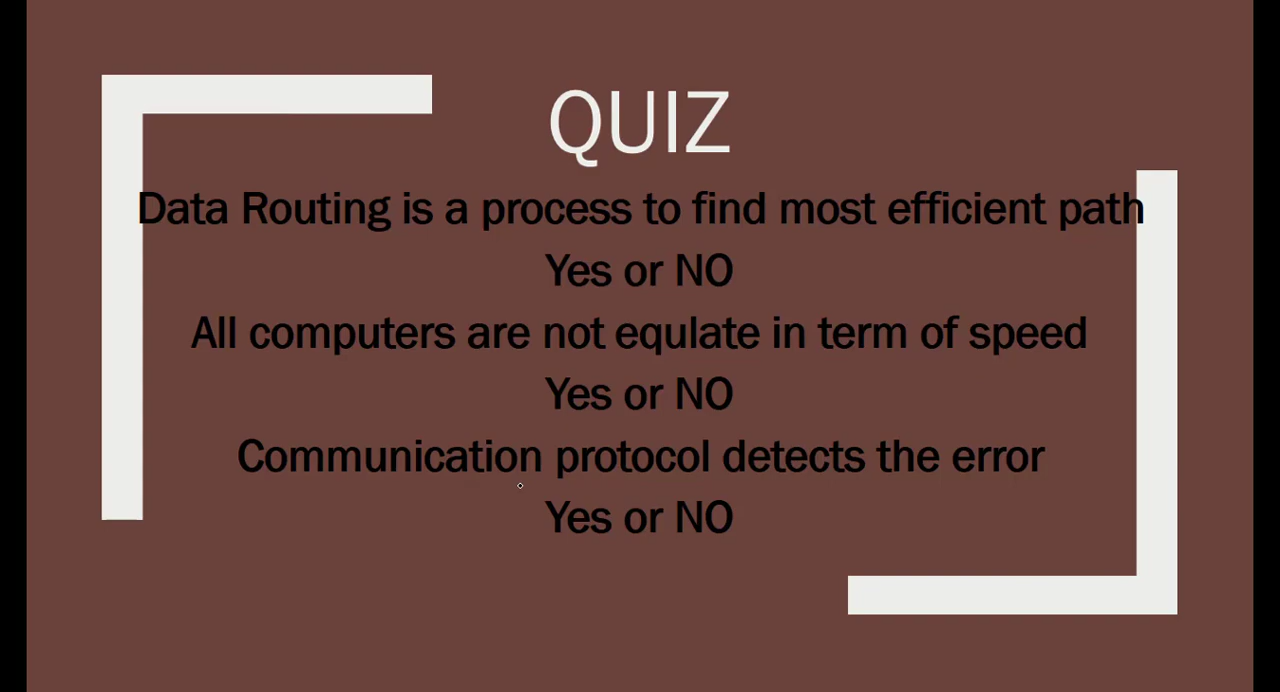 QUIZ
Data Routing is a process to find most efficient path
Yes or NO
All computers are not equlate in term of speed
Yes or NO
Communication protocol detects the error
Yes or NO